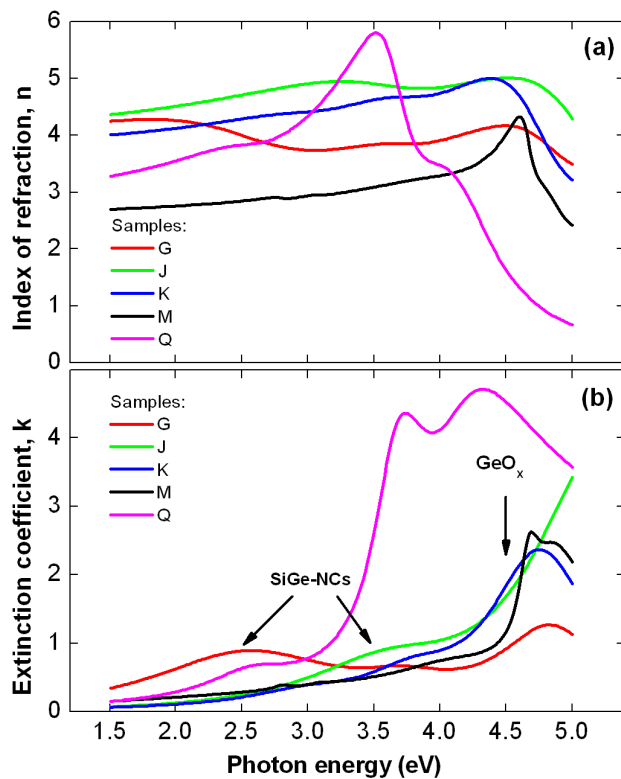 (a)
Index of refraction, n
6
5
4
3
2
1
0
Samples:
G
J
K
M
Q
(b)
Extinction coefficient, k
4
3
2
1
0
Samples:
G
J
K
M
Q
GeOₓ
SiGe-NCs
1.5 2.0 2.5 3.0 3.5 4.0 4.5 5.0
Photon energy (eV)